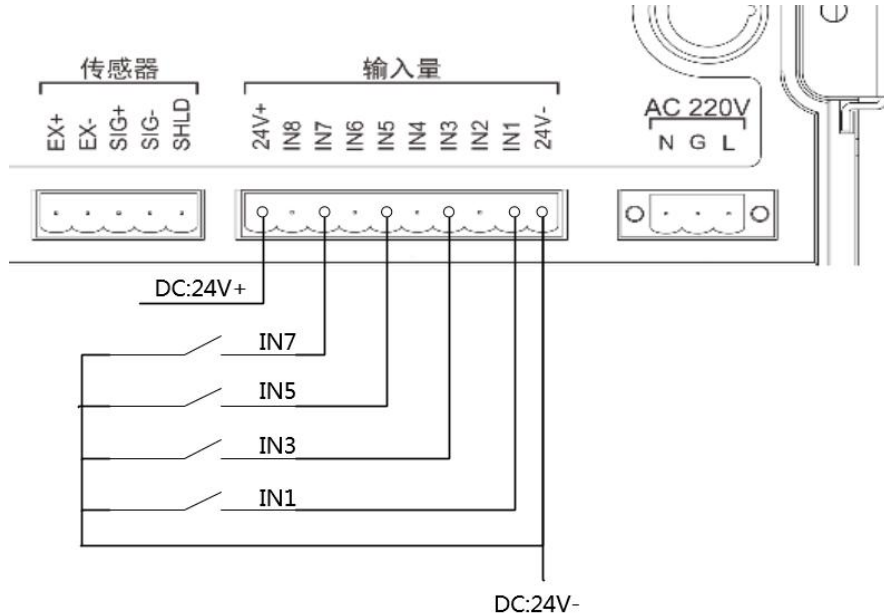 传感器
输入量
EX+
EX-
SIG+
SIG-
SHLD
24V+
IN8
IN7
IN6
IN5
IN4
IN3
IN2
IN1
24V-
AC 220V
N G L
DC:24V+
IN7
IN5
IN3
IN1
DC:24V-